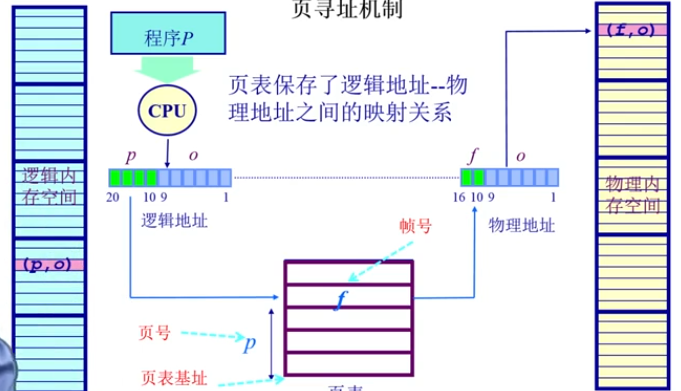 页寻址机制
程序P
(f,o)
页表保存了逻辑地址--物
理地址之间的映射关系
CPU
p o
f o
逻辑内
存空间
物理内
存空间
20 10 9 1
16 10 9 1
逻辑地址
物理地址
帧号
(p,o)
f
页号
p
页表基址